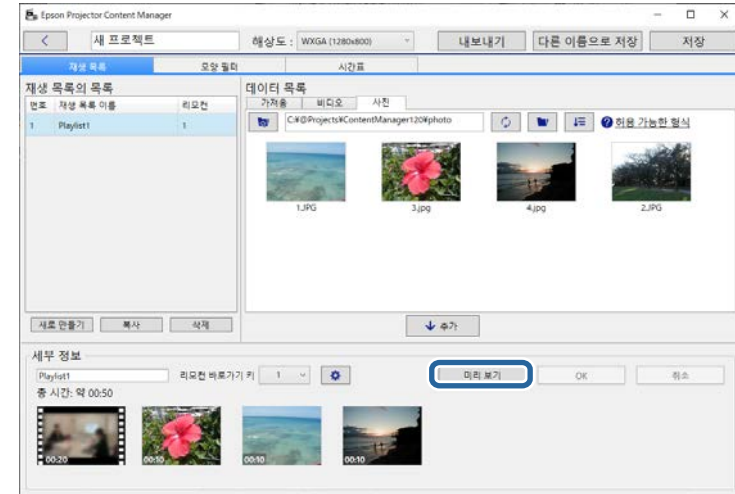 Epson Projector Content Manager
새 프로젝트
해상도 : WXGA (1280x800)
내보내기
다른 이름으로 저장
저장
재생 목록
모양 필터
시간표
재생 목록의 목록
번호 재생 목록 이름 리모컨
1 Playlist1 1
새로 만들기
복사
삭제
데이터 목록
가져옴
비디오
사진
C:¥@Projects¥ContentManager120¥photo
허용 가능한 형식
1.JPG
3.jpg
4.jpg
2.JPG
추가
세부 정보
Playlist1
리모컨 바로가기 키 1
미리 보기
OK
취소
총 시간: 약 00:50
00:20
00:10
00:10
00:10